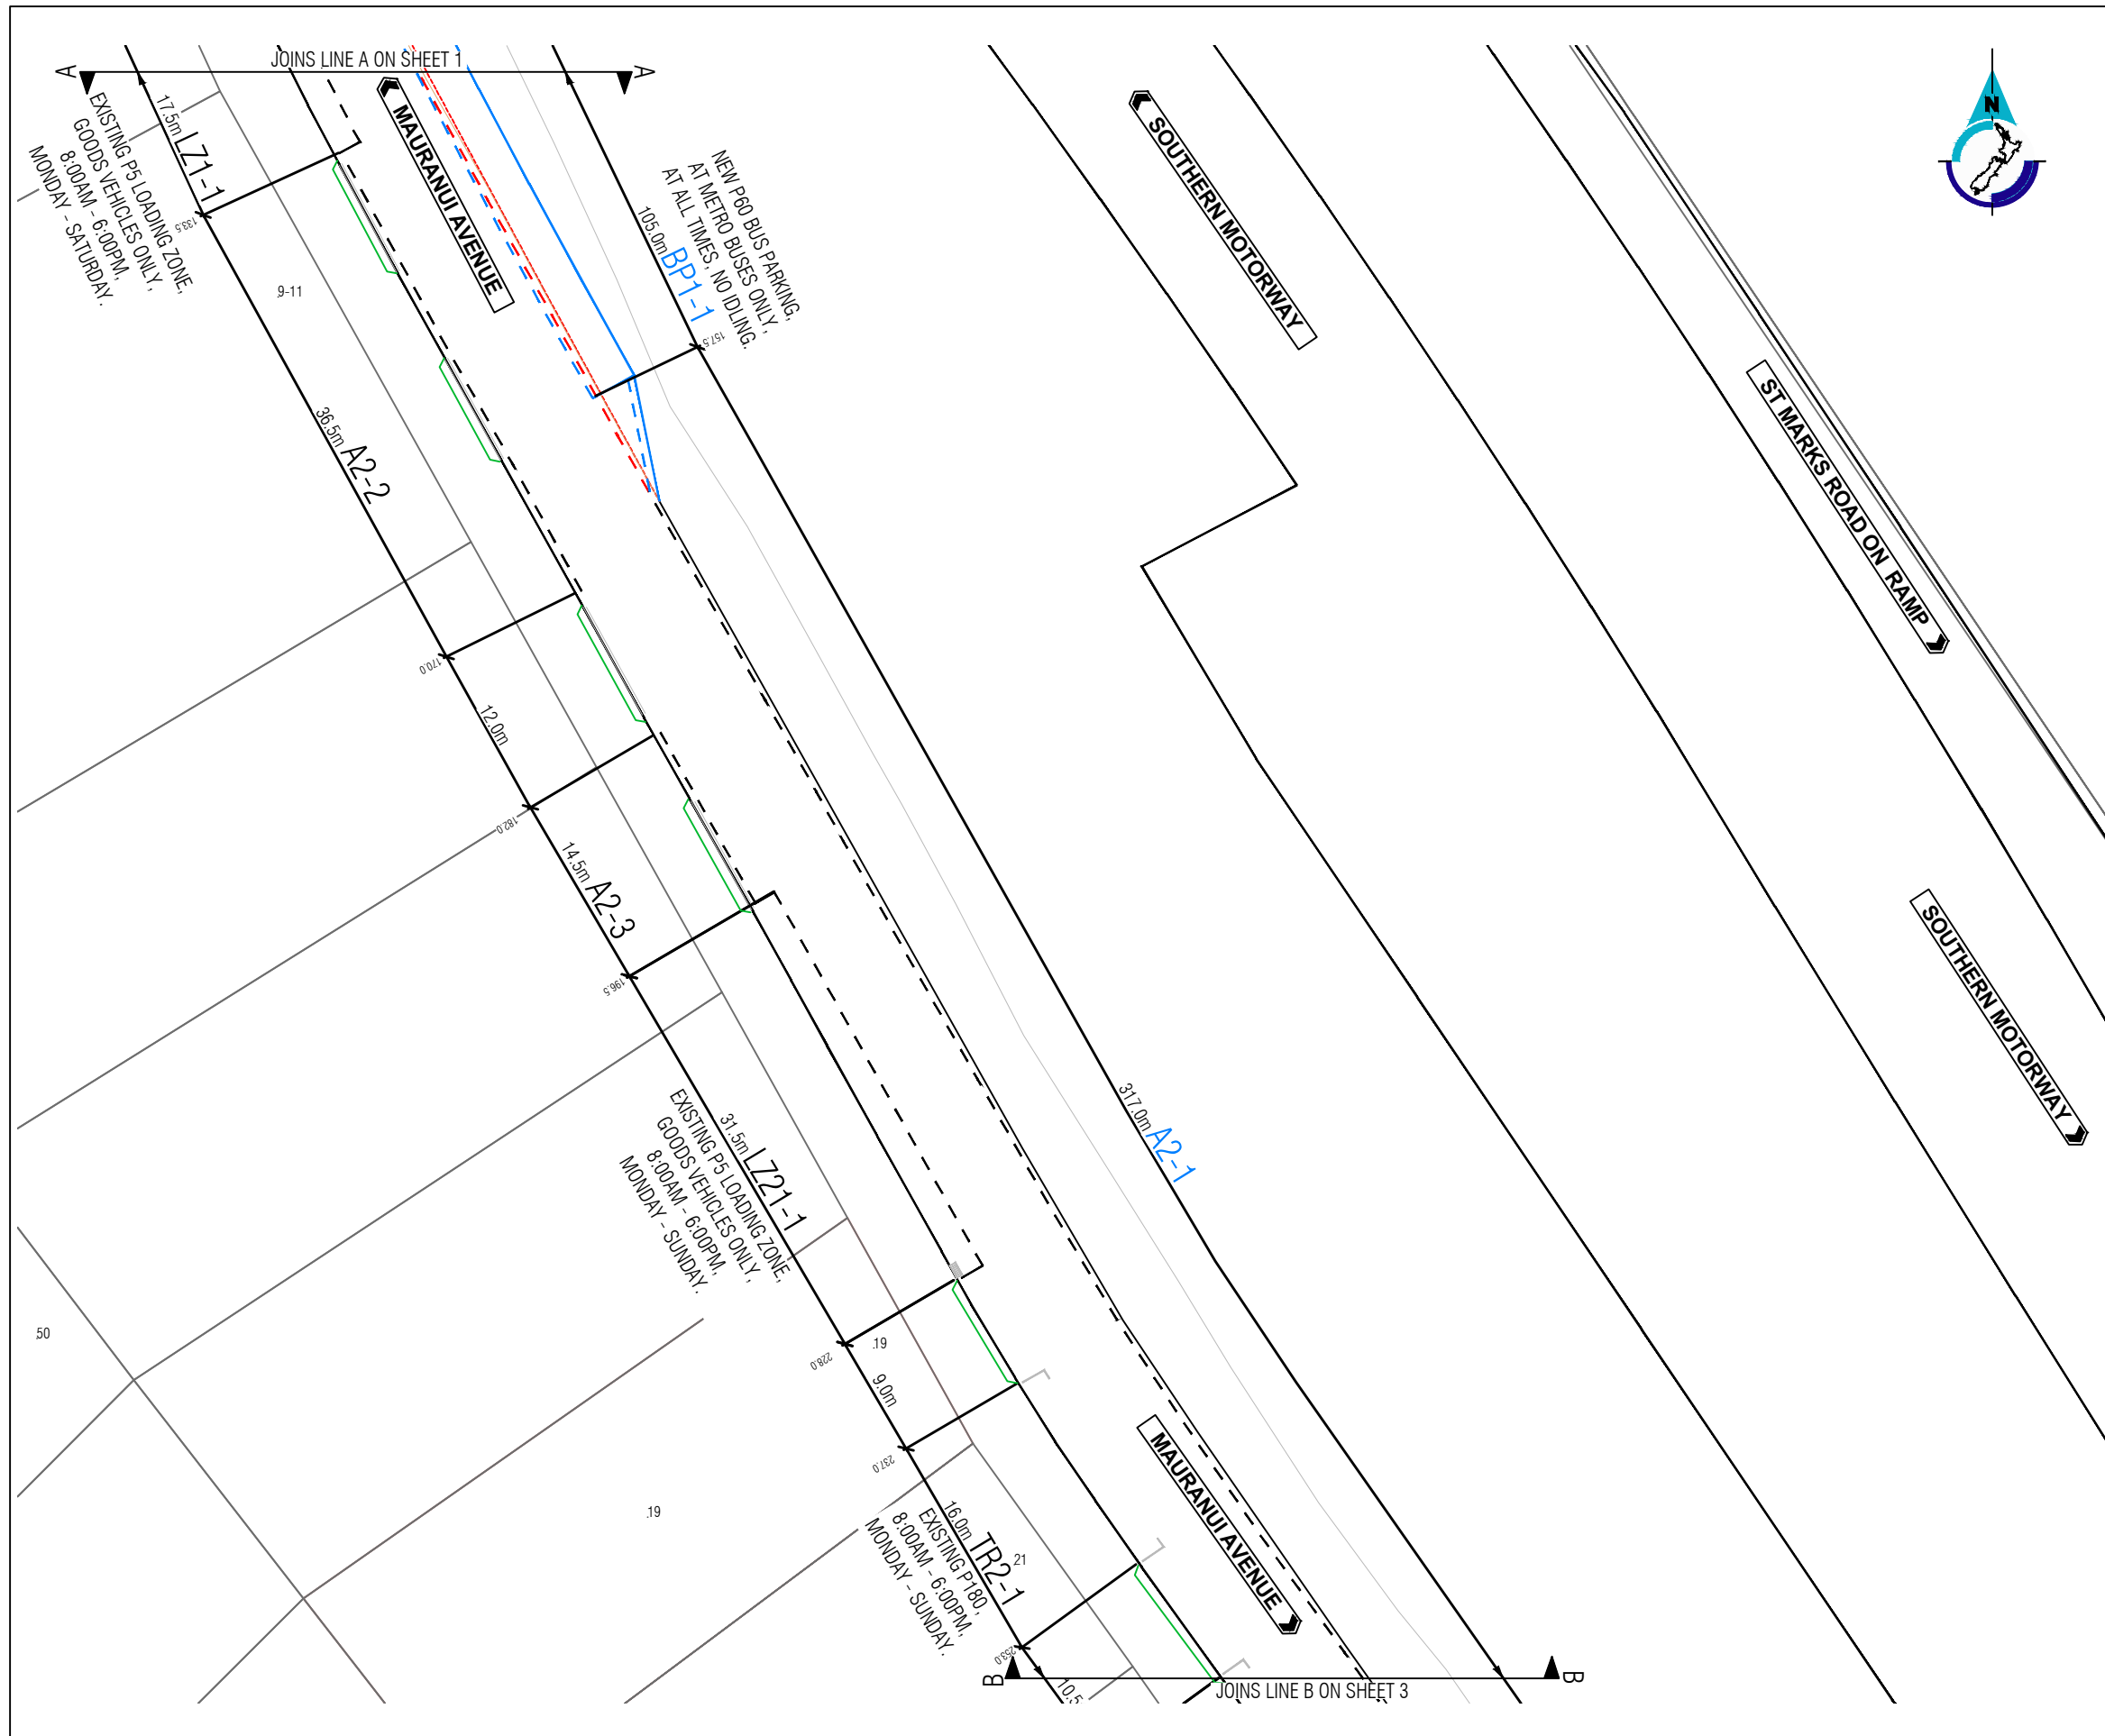 JOINS LINE A ON SHEET 1
A
A
17.5m LZ1-1
EXISTING P5 LOADING ZONE,
GOODS VEHICLES ONLY,
8:00AM - 6:00PM,
MONDAY - SATURDAY.
133.5
9-11
MAURANUI AVENUE
NEW P60 BUS PARKING,
AT METRO BUSES ONLY,
AT ALL TIMES, NO IDLING.
105.0m BP1-1
157.5
SOUTHERN MOTORWAY
N
ST MARKS ROAD ON RAMP
36.5m A2-2
170.0
12.0m
182.0
14.5m A2-3
196.5
SOUTHERN MOTORWAY
317.0m A2-1
31.5m LZ21-1
EXISTING P5 LOADING ZONE,
GOODS VEHICLES ONLY,
8:00AM - 6:00PM,
MONDAY - SUNDAY.
228.0
19
50
9.0m
237.0
19
16.0m TR2-1
EXISTING P180,
8:00AM - 6:00PM,
MONDAY - SUNDAY.
21
253.0
MAURANUI AVENUE
10.5
B
B
JOINS LINE B ON SHEET 3